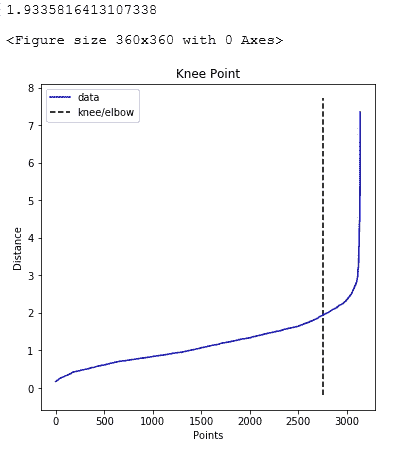 1.9335816413107338
<Figure size 360x360 with 0 Axes>
Knee Point
data
knee/elbow
8
7
6
5
4
3
2
1
0
Distance
0 500 1000 1500 2000 2500 3000
Points